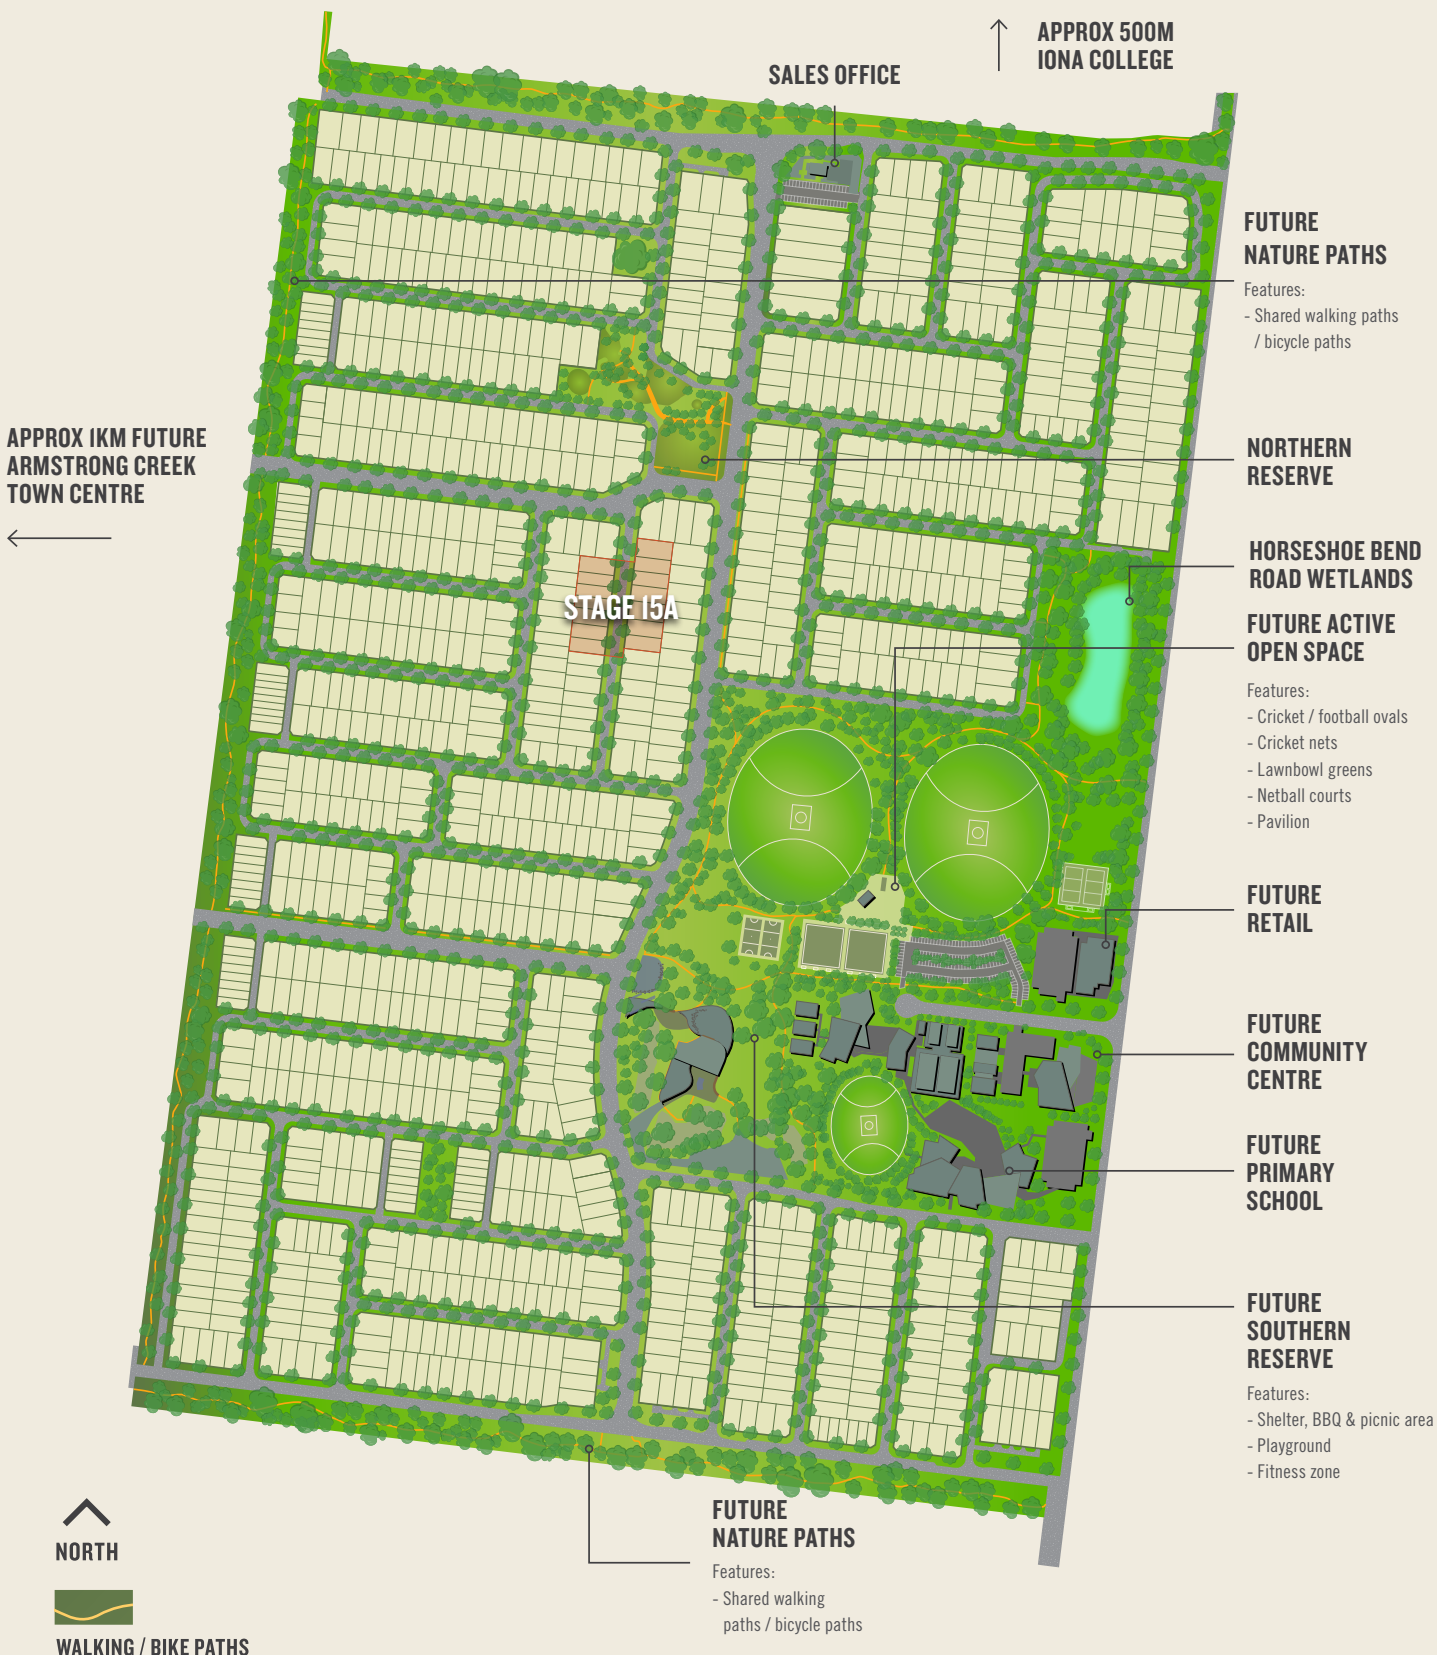 APPROX 500M
IONA COLLEGE
SALES OFFICE
FUTURE
NATURE PATHS
Features:
- Shared walking paths
/ bicycle paths
APPROX 1KM FUTURE
ARMSTRONG CREEK
TOWN CENTRE
NORTHERN
RESERVE
HORSESHOE BEND
ROAD WETLANDS
STAGE 15A
FUTURE ACTIVE
OPEN SPACE
Features:
- Cricket / football ovals
- Cricket nets
- Lawnbowl greens
- Netball courts
- Pavilion
FUTURE
RETAIL
FUTURE
COMMUNITY
CENTRE
FUTURE
PRIMARY
SCHOOL
FUTURE
SOUTHERN
RESERVE
Features:
- Shelter, BBQ & picnic area
- Playground
- Fitness zone
FUTURE
NATURE PATHS
Features:
- Shared walking
paths / bicycle paths
NORTH
WALKING / BIKE PATHS